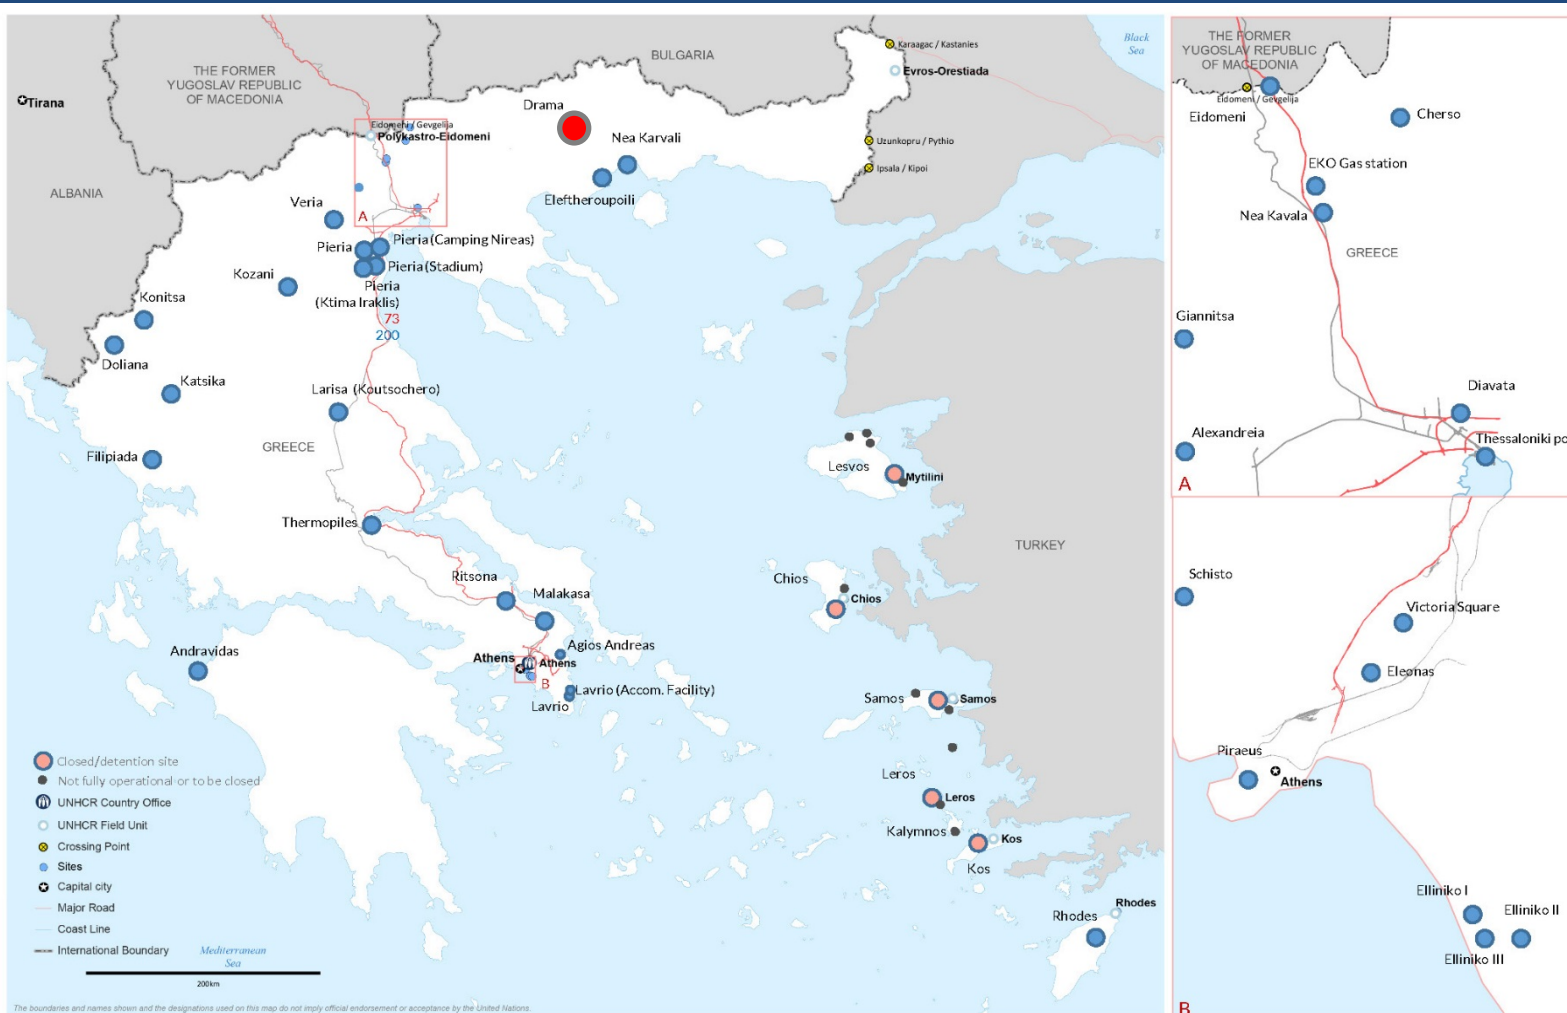 BULGARIA
Black
Sea
Karaagac / Kastanies
Evros-Orestiada
THE FORMER
YUGOSLAV REPUBLIC
OF MACEDONIA
Tirana
Drama
Eidomeni / Gevgelija
Polykastro-Eidomeni
Nea Karvali
Uzunkopru / Pythio
Ipsala / Kipoi
ALBANIA
Veria
A
Eleftheroupoili
Pieria
Pieria (Camping Nireas)
Pieria (Stadium)
Kozani
Pieria
(Ktima Iraklis)
73
200
Konitsa
Doliana
Katsika
Larisa (Koutsochero)
GREECE
Filipiada
Lesvos
Mytilini
Thermopiles
TURKEY
Ritsona
Malakasa
Chios
Chios
Andravidas
Agios Andreas
Athens
Athens
B
Lavrio (Accom. Facility)
Lavrio
Samos
Samos
Leros
Leros
Kalymnos
Kos
Kos
Rhodes
Rhodes
Closed/detention site
Not fully operational or to be closed
UNHCR Country Office
UNHCR Field Unit
Crossing Point
Sites
Capital city
Major Road
Coast Line
International Boundary
Mediterranean
Sea
200km
The boundaries and names shown and the designations used on this map do not imply official endorsement or acceptance by the United Nations.
THE FORMER
YUGOSLAV REPUBLIC
OF MACEDONIA
Eidomeni / Gevgelija
Eidomeni
Cherso
EKO Gas station
Nea Kavala
GREECE
Giannitsa
Diavata
Alexandreia
Thessaloniki po
A
Schisto
Victoria Square
Eleonas
Piraeus
Athens
Elliniko I
Elliniko II
Elliniko III
B